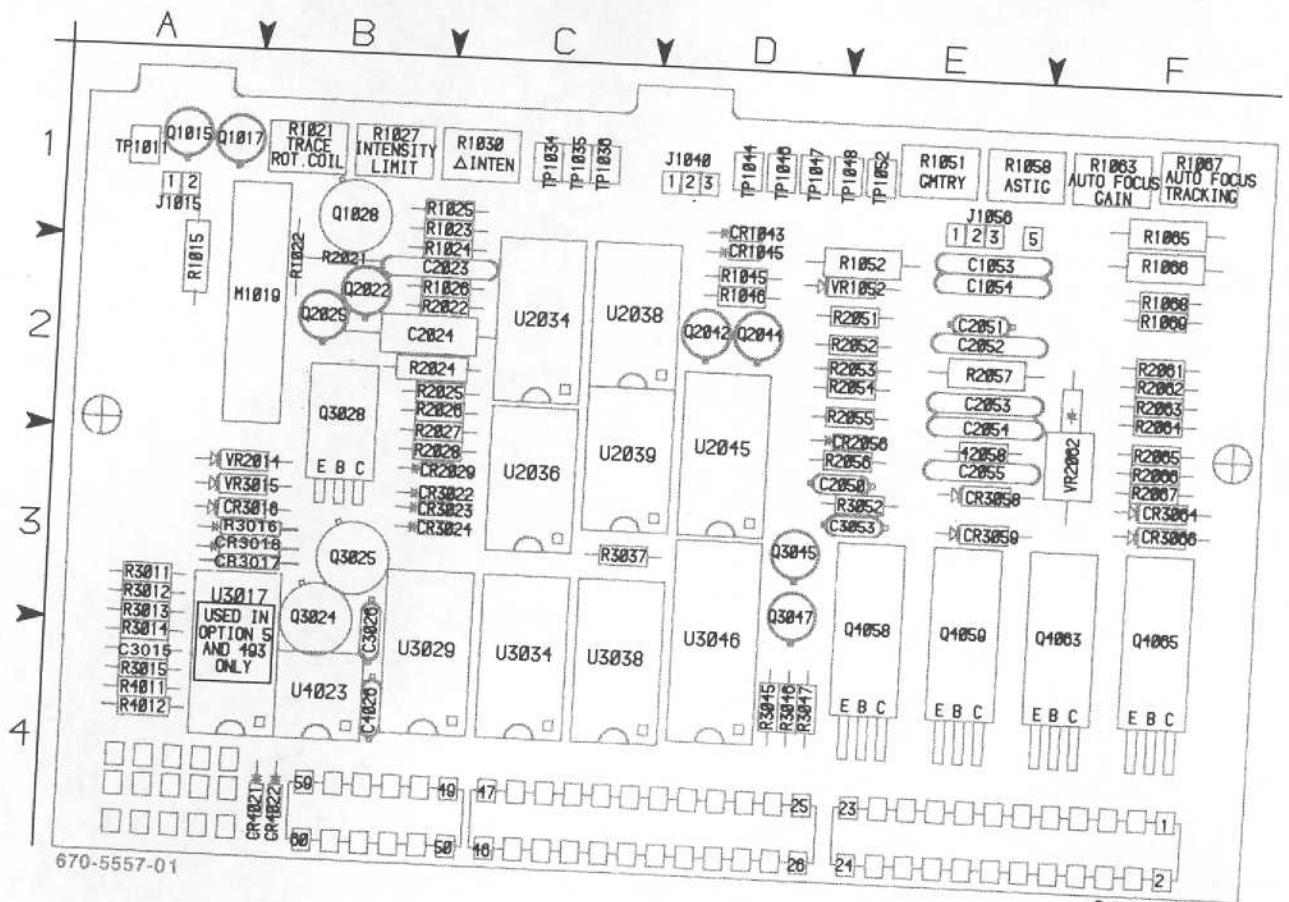 A B C D E F
1
2
3
4
TP1011
Q1015
Q1017
R1021
TRACE
ROT.COIL
R1027
INTENSITY
LIMIT
R1030
△INTEN
TP1034
TP1035
TP1036
J1040
1 2 3
TP1044
TP1046
TP1047
TP1048
TP1052
R1051
GMTRY
R1058
ASTIG
R1063
AUTO FOCUS
GAIN
R1067
AUTO FOCUS
TRACKING
1 2
J1015
R1015
M1019
R1022
Q1028
R2021
Q2022
Q2025
R1025
R1023
R1024
C2023
R1026
R2022
C2024
R2024
R2025
R2026
R2027
R2028
CR2029
CR3022
CR3023
CR3024
Q3028
E B C
U2034
U2038
U2036
U2039
CR1043
CR1045
R1045
R1046
Q2042
Q2044
U2045
R1052
VR1052
R2051
R2052
R2053
R2054
R2055
CR2056
R2056
C2050
R3052
C3053
J1056
1 2 3 5
C1053
C1054
C2051
C2052
R2057
C2053
C2054
42058
C2055
CR3058
CR3059
VR2062
R1065
R1066
R1068
R1069
R2061
R2062
R2063
R2064
R2065
R2066
R2067
CR3064
CR3066
VR2014
VR3015
CR3016
R3016
CR3018
CR3017
R3011
R3012
R3013
R3014
C3015
R3015
R4011
R4012
U3017
USED IN
OPTION 5
AND 493
ONLY
Q3025
Q3024
C3026
U4023
C4026
U3029
U3034
R3037
U3038
U3046
Q3045
Q3047
R3045
R3046
R3047
Q4058
E B C
Q4059
E B C
Q4063
E B C
Q4065
E B C
CR4021
CR4022
59 49 47 25 23 1
60 50 46 26 24 2
670-5557-01